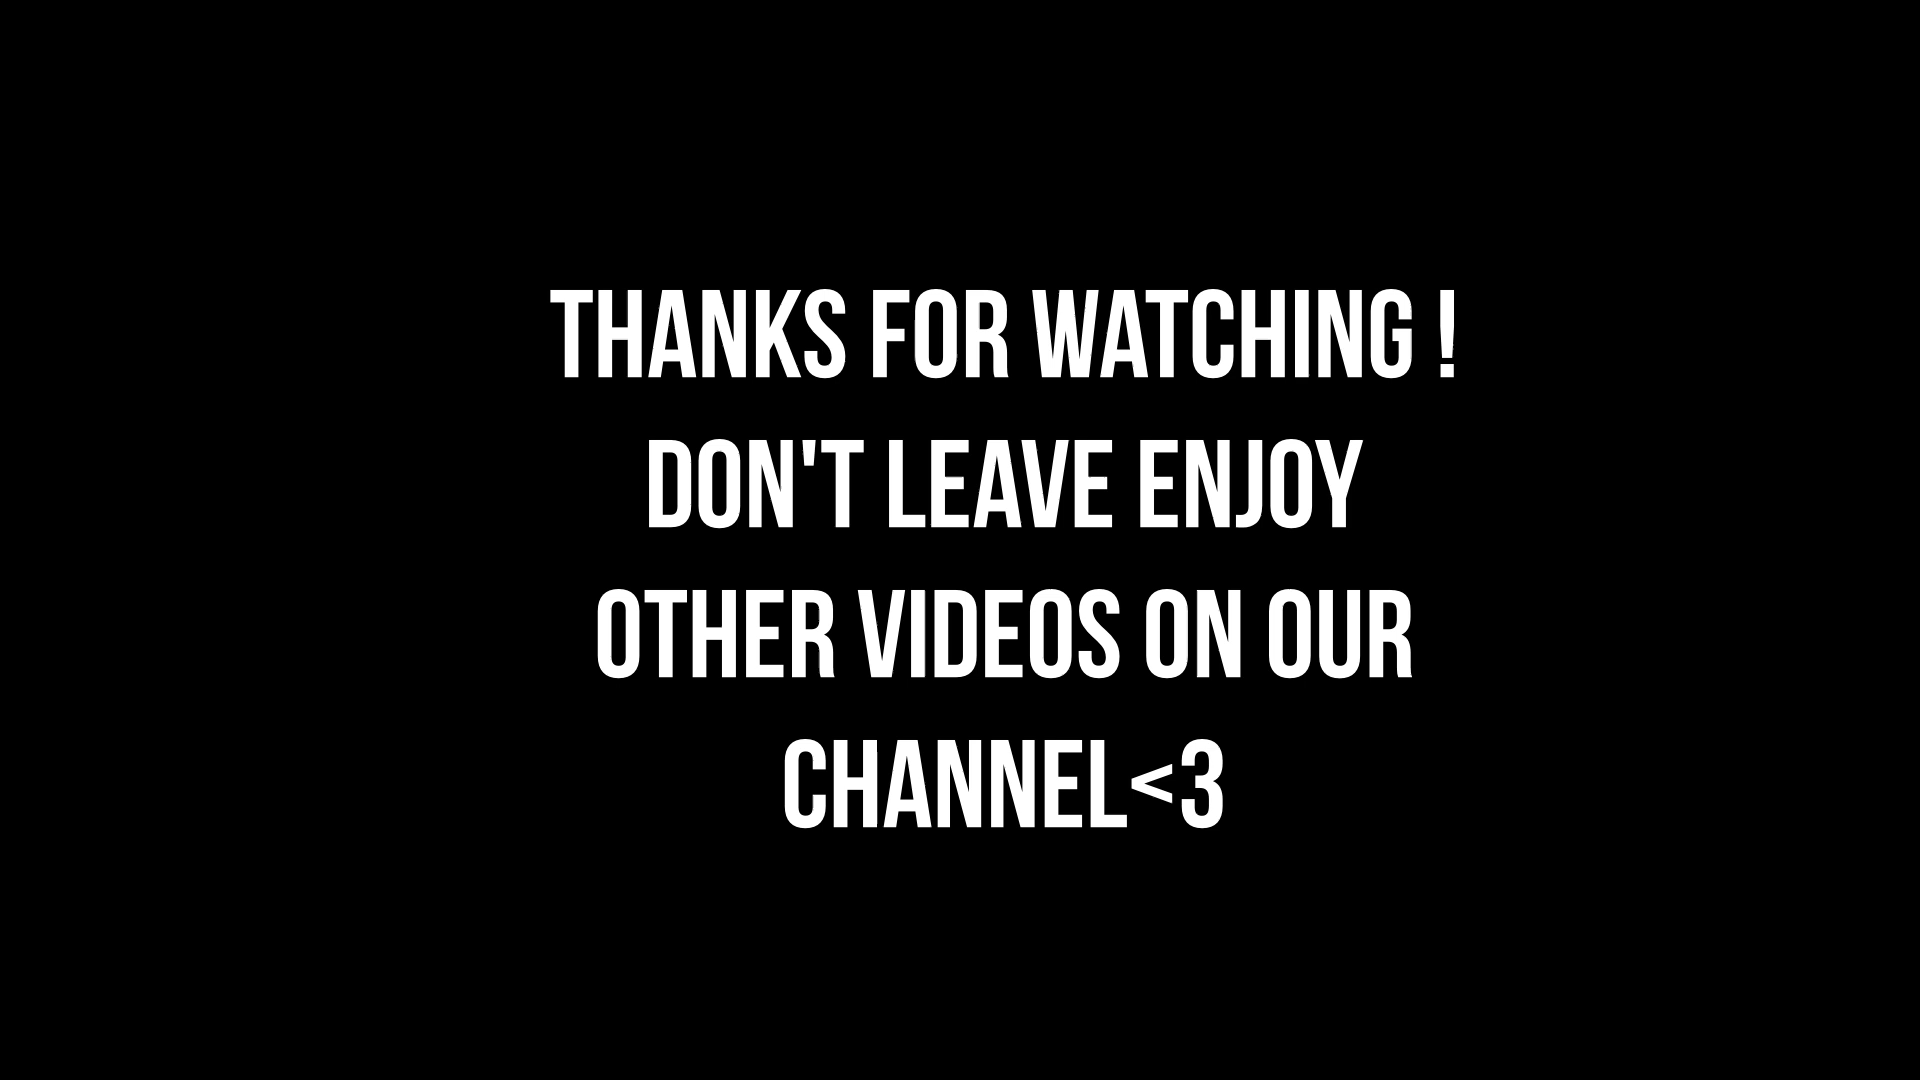 THANKS FOR WATCHING !
DON'T LEAVE ENJOY
OTHER VIDEOS ON OUR
CHANNEL<3